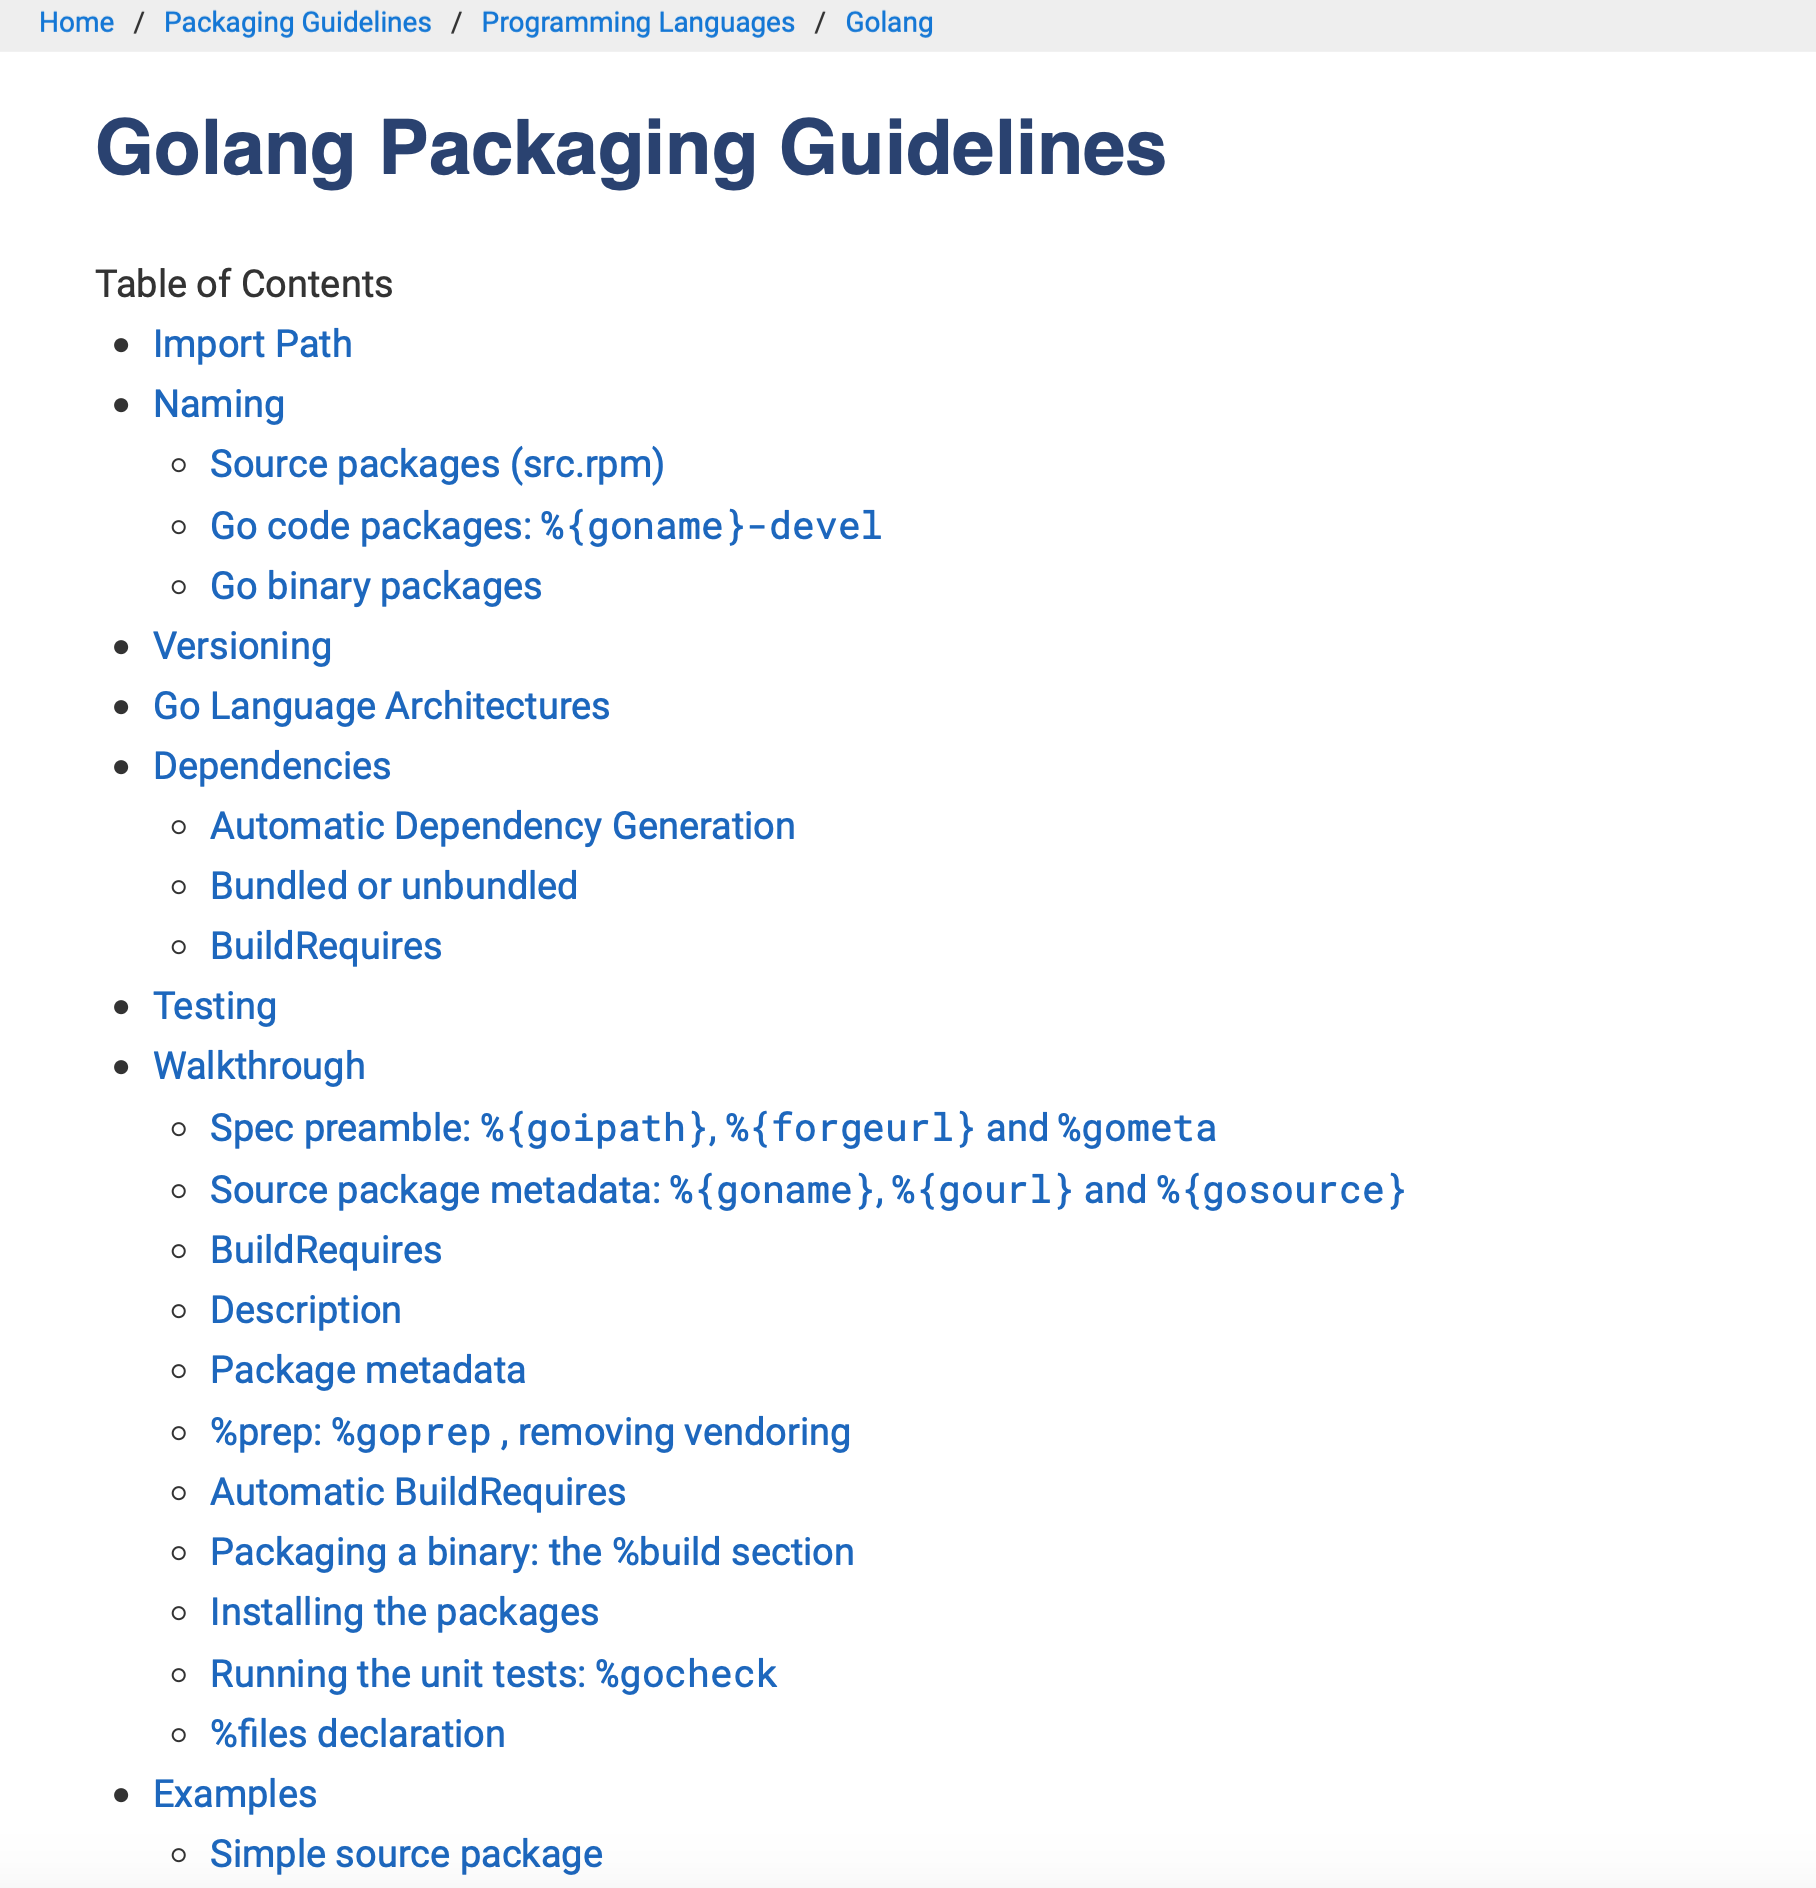 Home / Packaging Guidelines / Programming Languages / Golang
Golang Packaging Guidelines
Table of Contents
Import Path
Naming
Source packages (src.rpm)
Go code packages: %{goname}-devel
Go binary packages
Versioning
Go Language Architectures
Dependencies
Automatic Dependency Generation
Bundled or unbundled
BuildRequires
Testing
Walkthrough
Spec preamble: %{goipath}, %{forgeurl} and %gometa
Source package metadata: %{goname}, %{gourl} and %{gosource}
BuildRequires
Description
Package metadata
%prep: %goprep , removing vendoring
Automatic BuildRequires
Packaging a binary: the %build section
Installing the packages
Running the unit tests: %gocheck
%files declaration
Examples
Simple source package